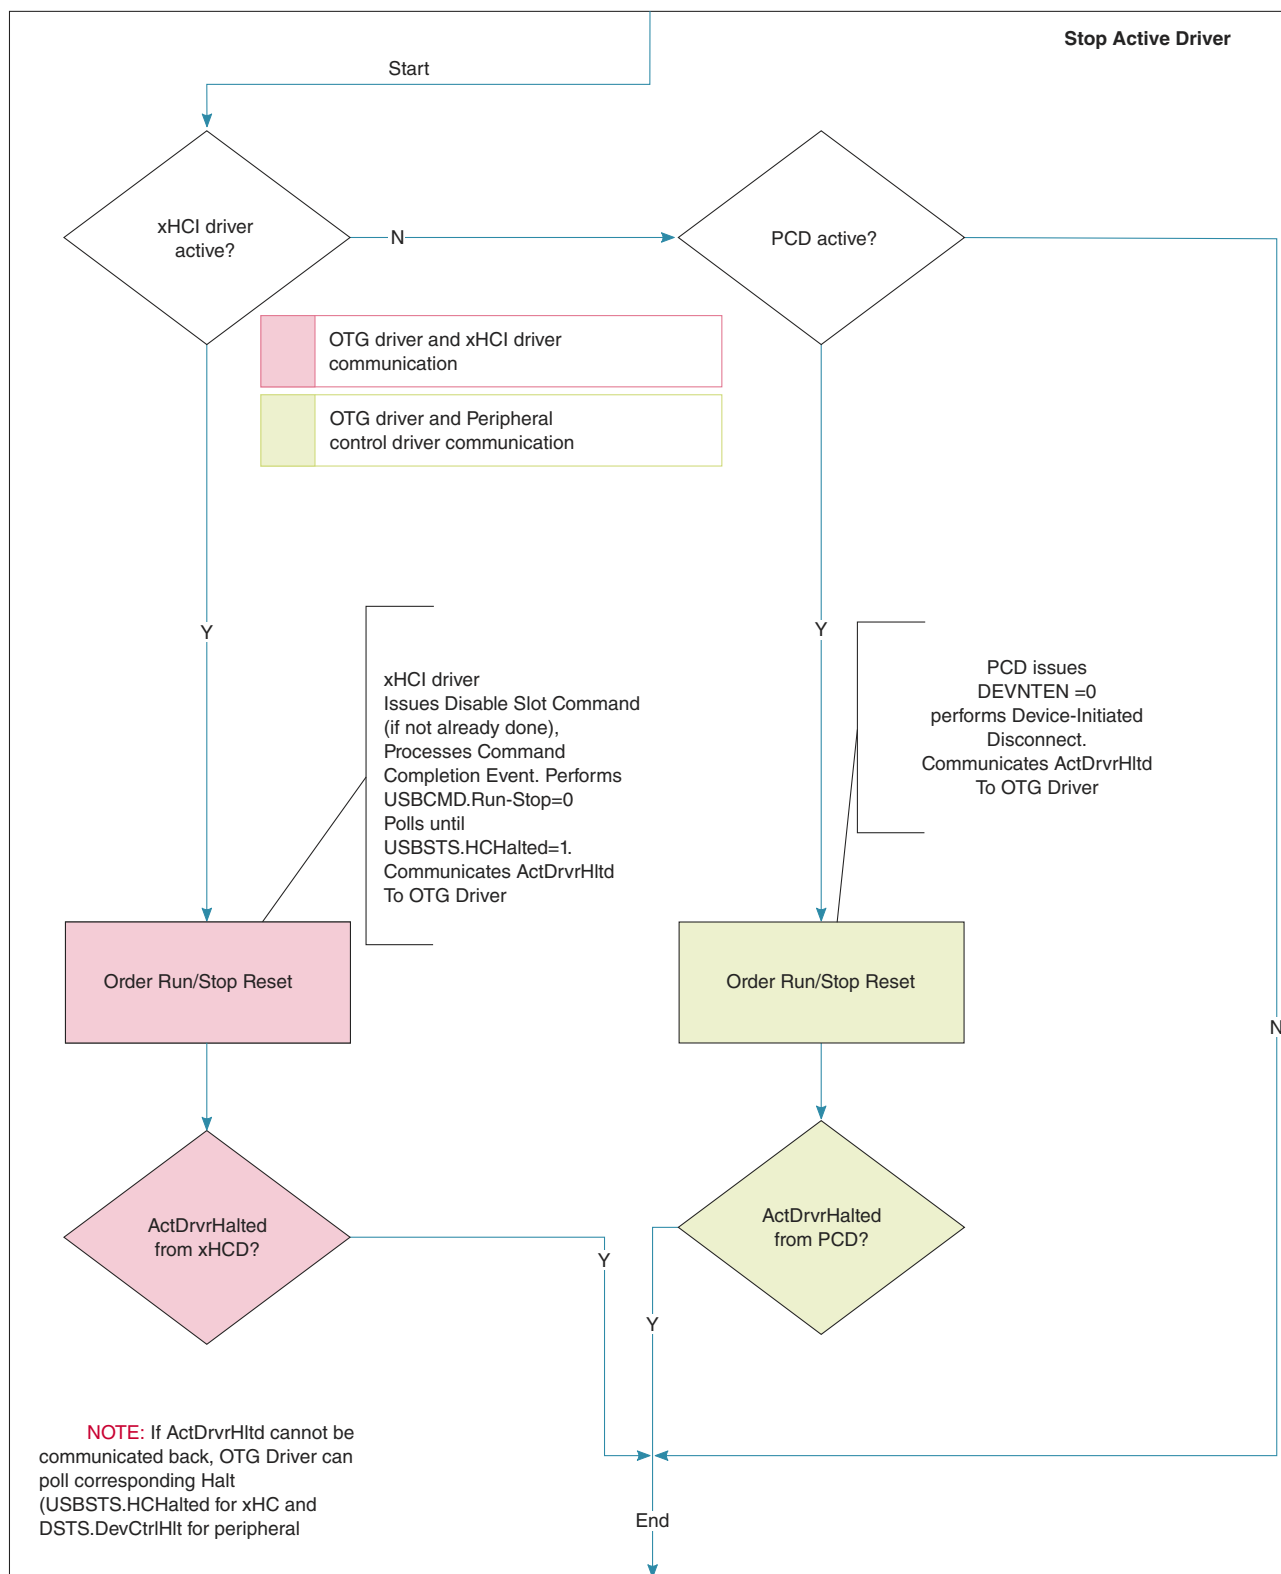 Stop Active Driver
Start
xHCI driver
active?
N
PCD active?
OTG driver and xHCI driver
communication
OTG driver and Peripheral
control driver communication
Y
Y
xHCI driver
Issues Disable Slot Command
(if not already done),
Processes Command
Completion Event. Performs
USBCMD.Run-Stop=0
Polls until
USBSTS.HCHalted=1.
Communicates ActDrvrHltd
To OTG Driver
PCD issues
DEVNTEN =0
performs Device-Initiated
Disconnect.
Communicates ActDrvrHltd
To OTG Driver
Order Run/Stop Reset
Order Run/Stop Reset
N
ActDrvrHalted
from xHCD?
Y
ActDrvrHalted
from PCD?
Y
NOTE: If ActDrvrHltd cannot be
communicated back, OTG Driver can
poll corresponding Halt
(USBSTS.HCHalted for xHC and
DSTS.DevCtrlHlt for peripheral
End